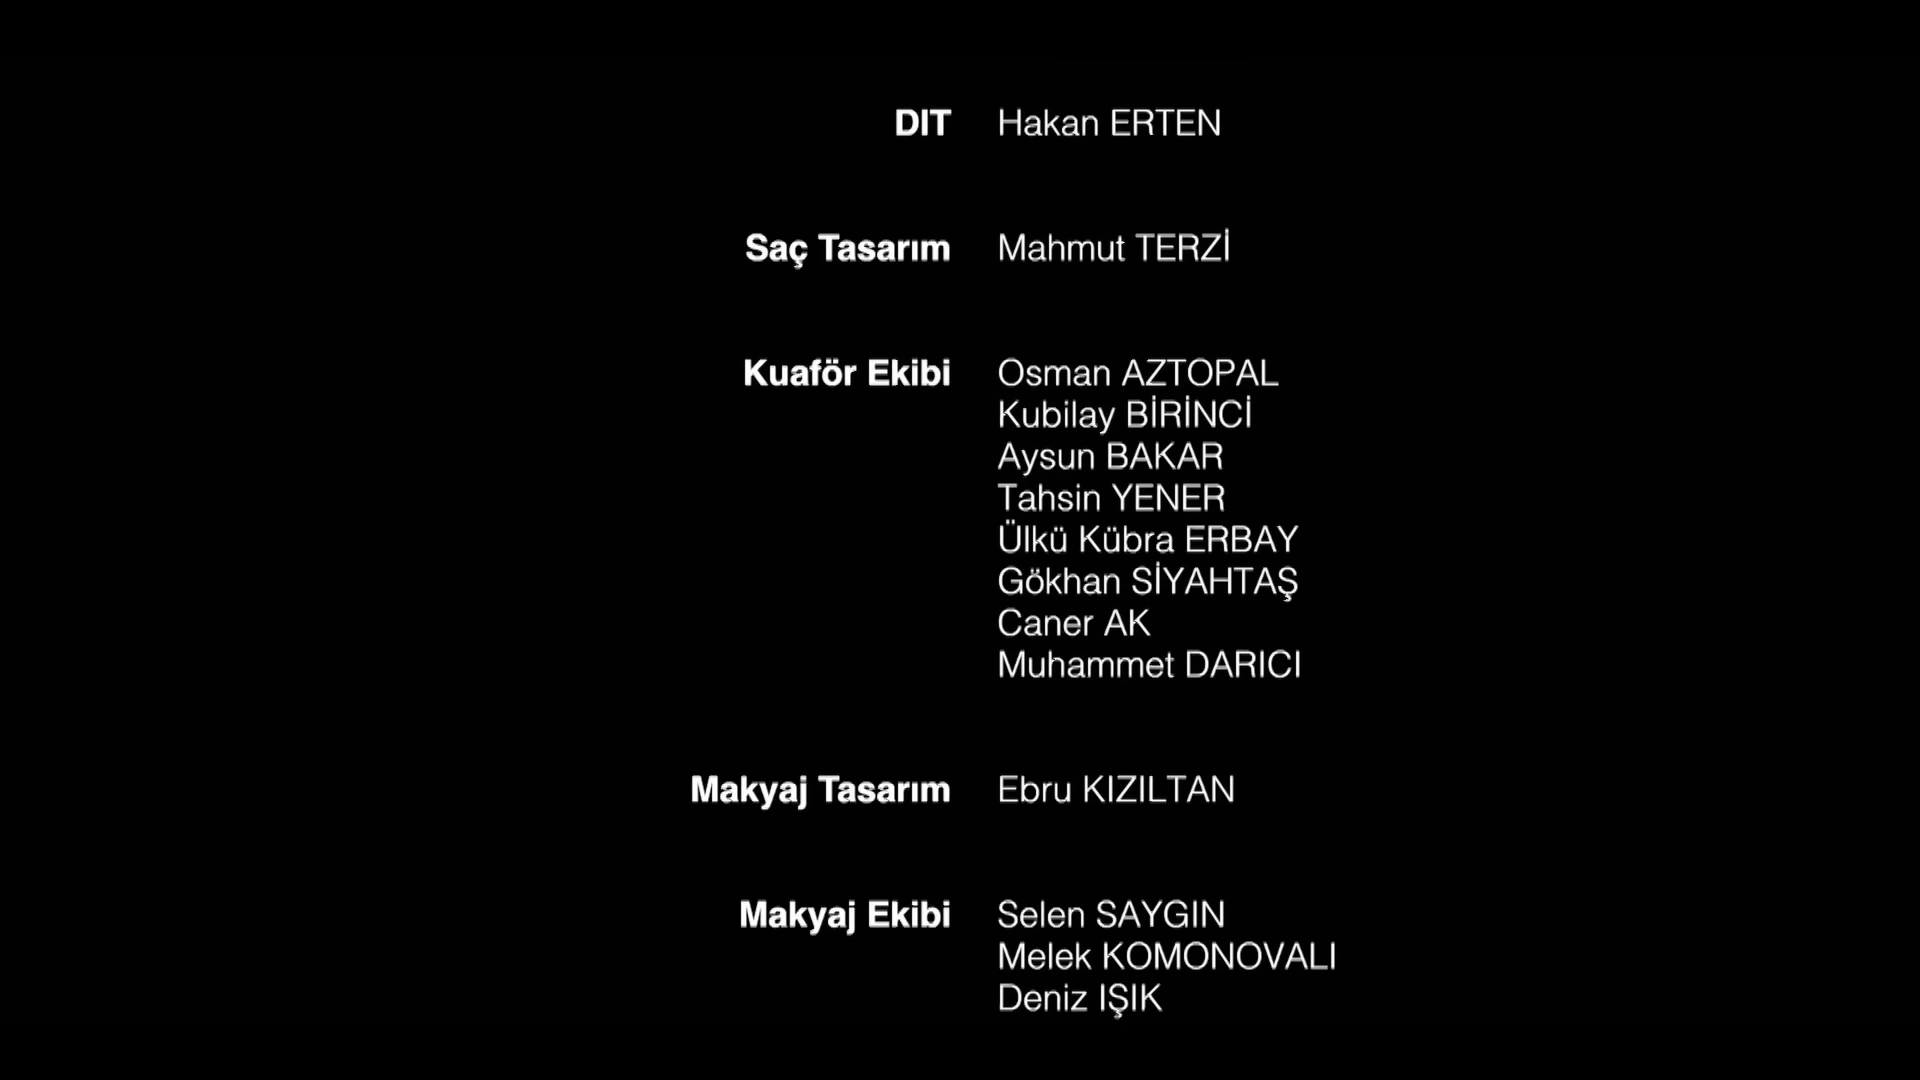 DIT Hakan ERTEN
Saç Tasarım Mahmut TERZİ
Kuaför Ekibi Osman AZTOPAL
Kubilay BİRİNCİ
Aysun BAKAR
Tahsin YENER
Ülkü Kübra ERBAY
Gökhan SİYAHTAŞ
Caner AK
Muhammet DARICI
Makyaj Tasarım Ebru KIZILTAN
Makyaj Ekibi Selen SAYGIN
Melek KOMONOVALI
Deniz IŞIK